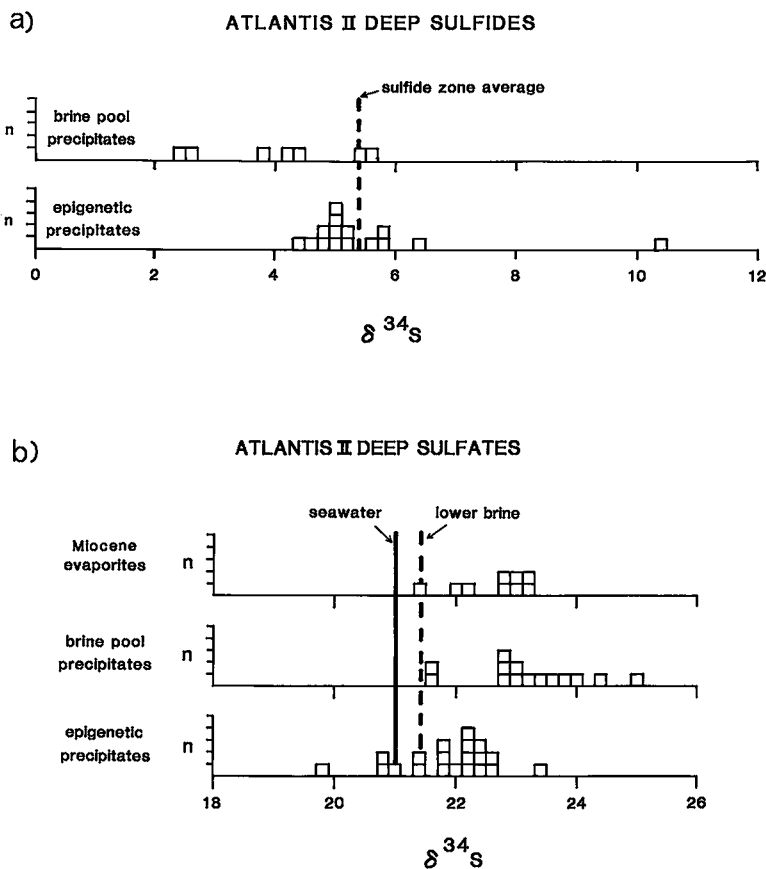 a)
ATLANTIS II DEEP SULFIDES
sulfide zone average
brine pool
precipitates
n
epigenetic
precipitates
n
0 2 4 6 8 10 12
δ 34S
b)
ATLANTIS II DEEP SULFATES
seawater
lower brine
Miocene
evaporites
n
brine pool
precipitates
n
epigenetic
precipitates
n
18 20 22 24 26
δ 34S